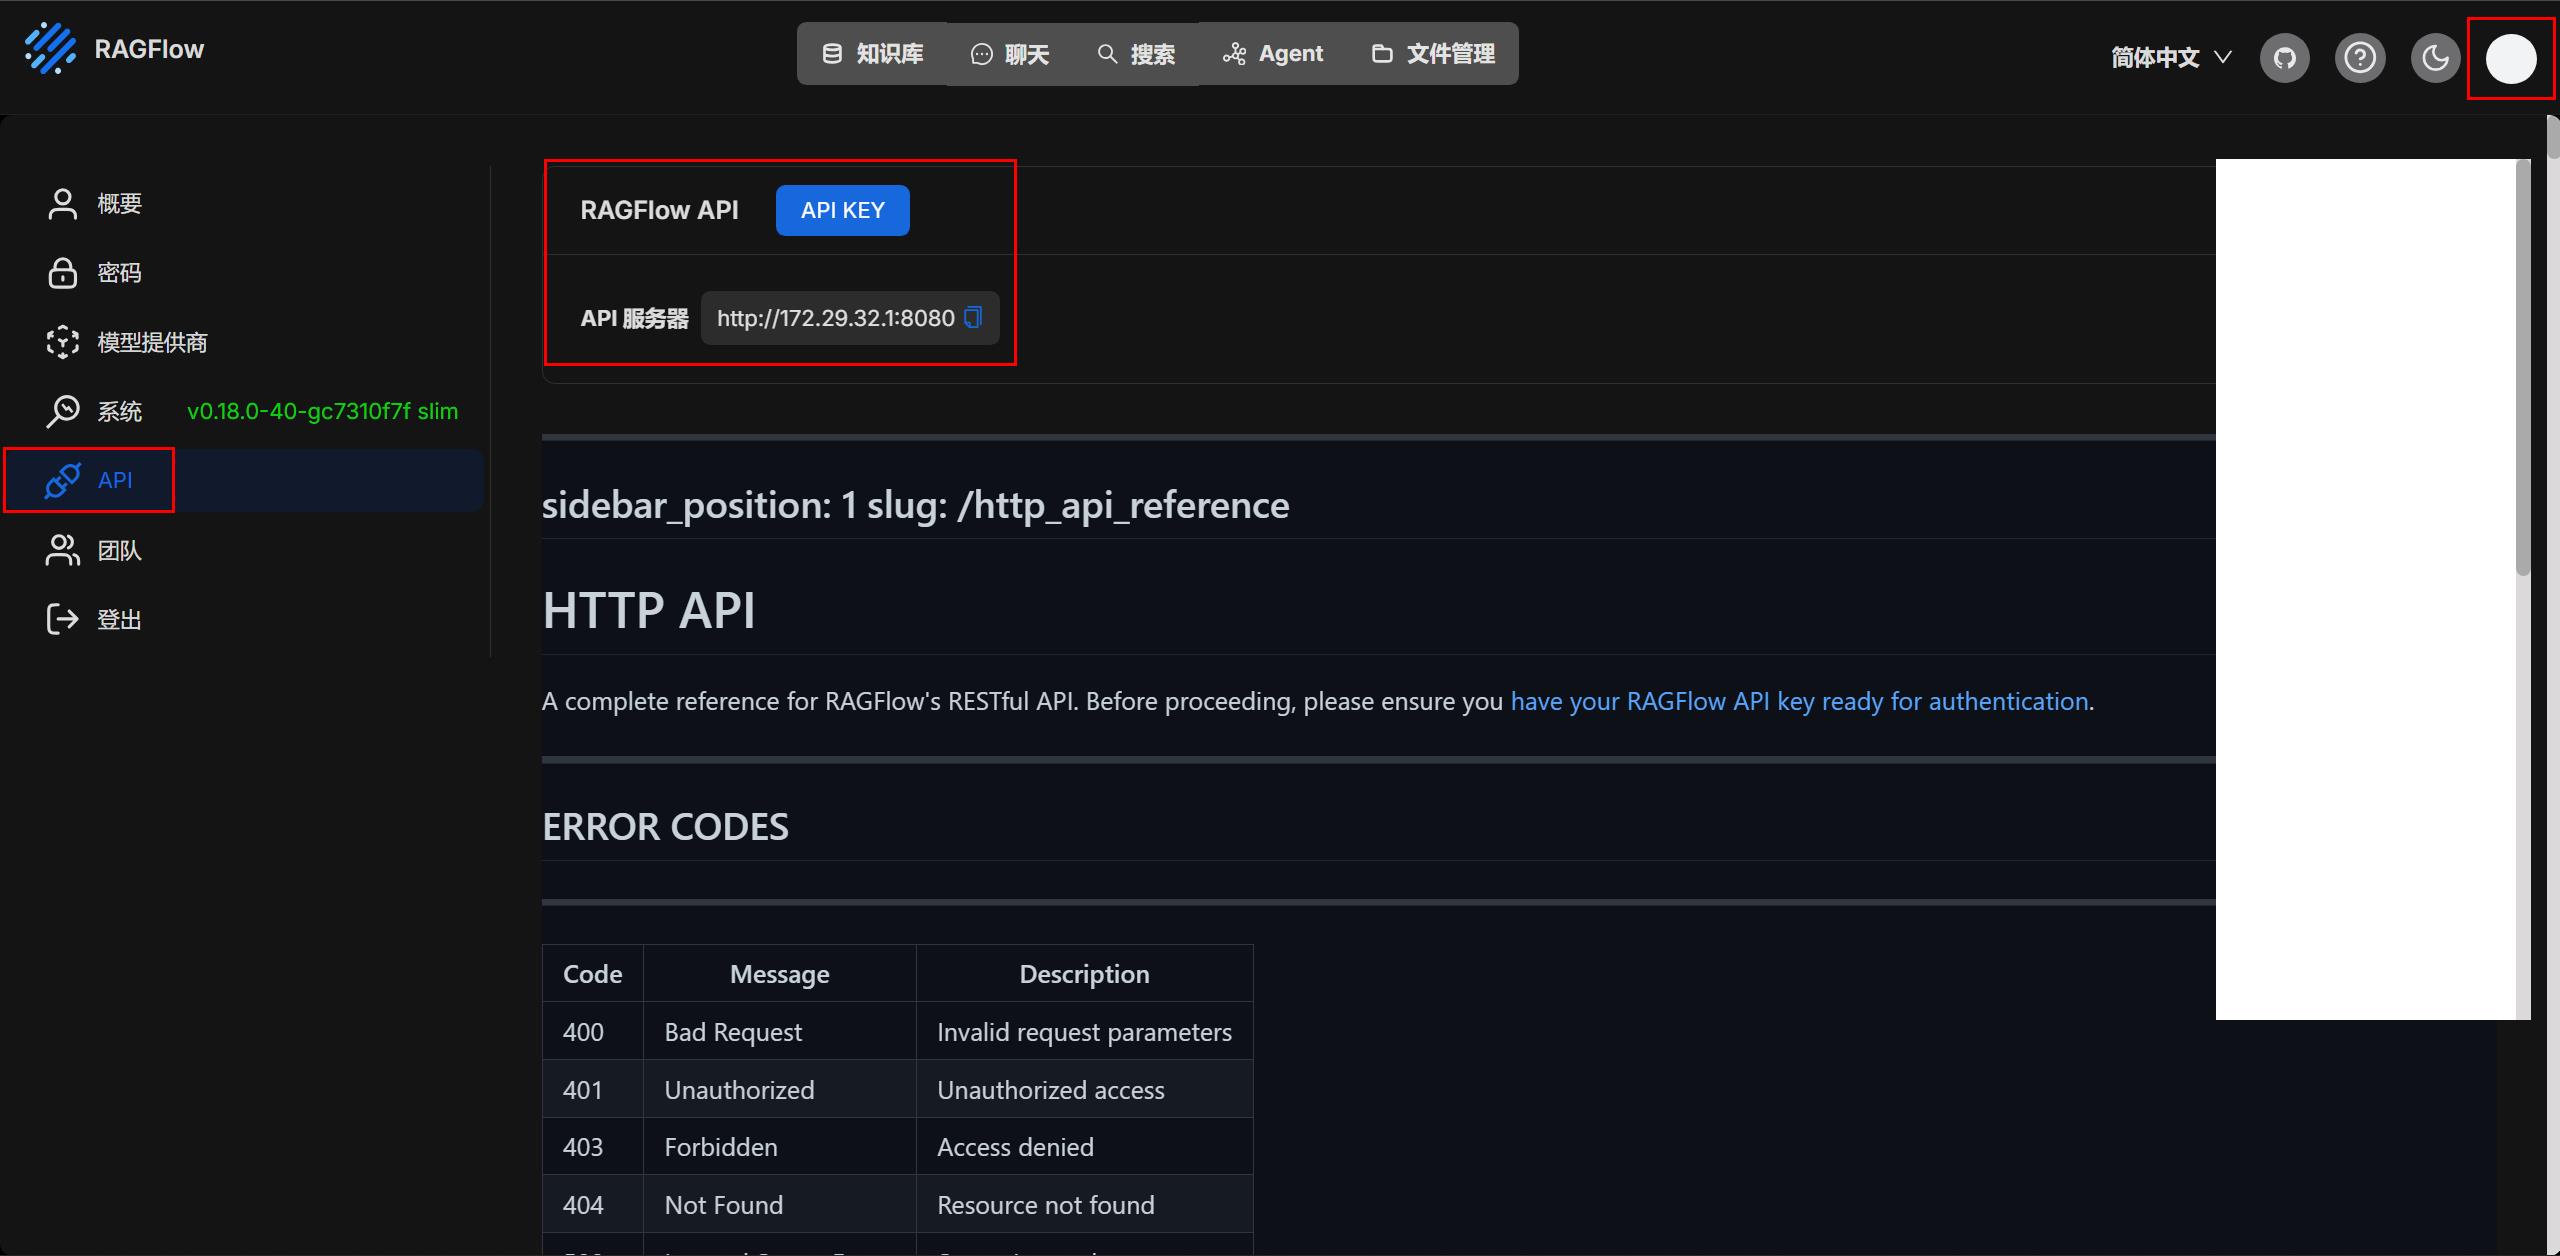 RAGFlow
知识库
聊天
搜索
Agent
文件管理
简体中文
概要
密码
模型提供商
系统 v0.18.0-40-gc7310f7f slim
API
团队
登出
RAGFlow API
API KEY
API 服务器 http://172.29.32.1:8080
sidebar_position: 1 slug: /http_api_reference
HTTP API
A complete reference for RAGFlow's RESTful API. Before proceeding, please ensure you have your RAGFlow API key ready for authentication.
ERROR CODES
Code Message Description
400 Bad Request Invalid request parameters
401 Unauthorized Unauthorized access
403 Forbidden Access denied
404 Not Found Resource not found